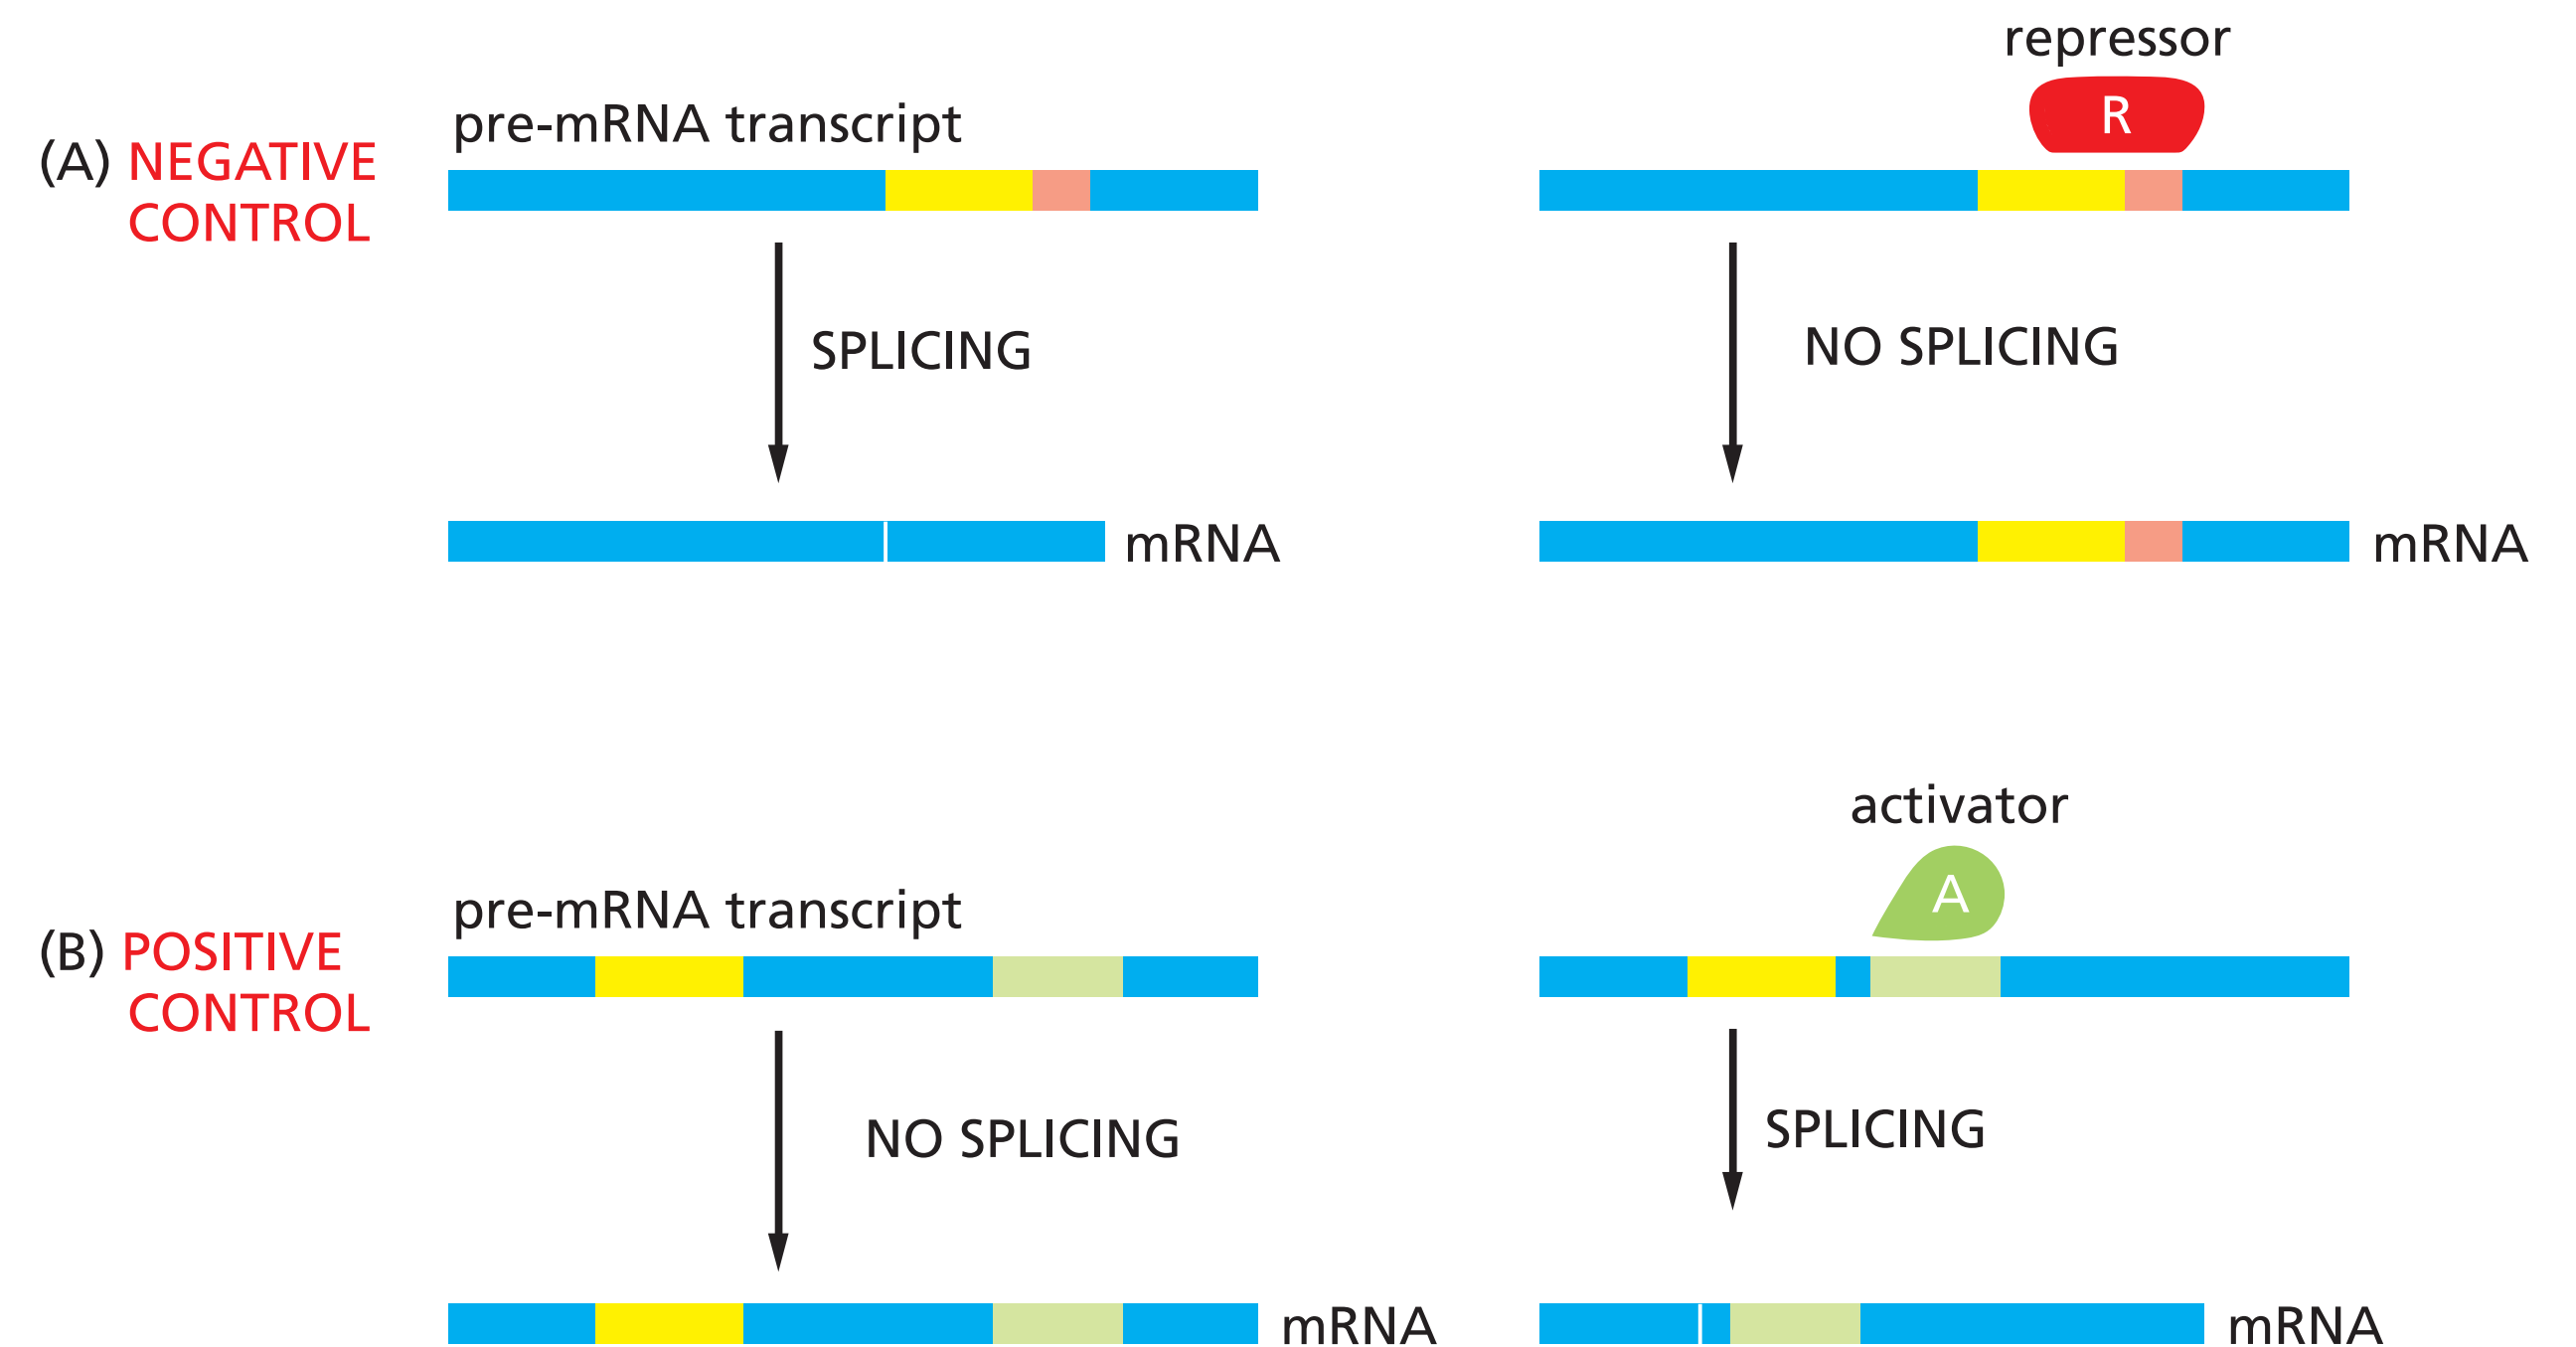 (A) NEGATIVE
CONTROL
pre-mRNA transcript
SPLICING
mRNA
repressor
R
NO SPLICING
mRNA
(B) POSITIVE
CONTROL
pre-mRNA transcript
NO SPLICING
mRNA
activator
A
SPLICING
mRNA